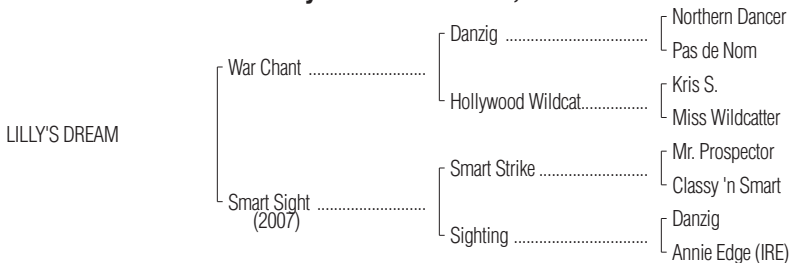 Northern Dancer
Danzig
Pas de Nom
War Chant
Kris S.
Hollywood Wildcat
Miss Wildcatter
LILLY'S DREAM
Mr. Prospector
Smart Strike
Classy 'n Smart
Smart Sight
(2007)
Danzig
Sighting
Annie Edge (IRE)